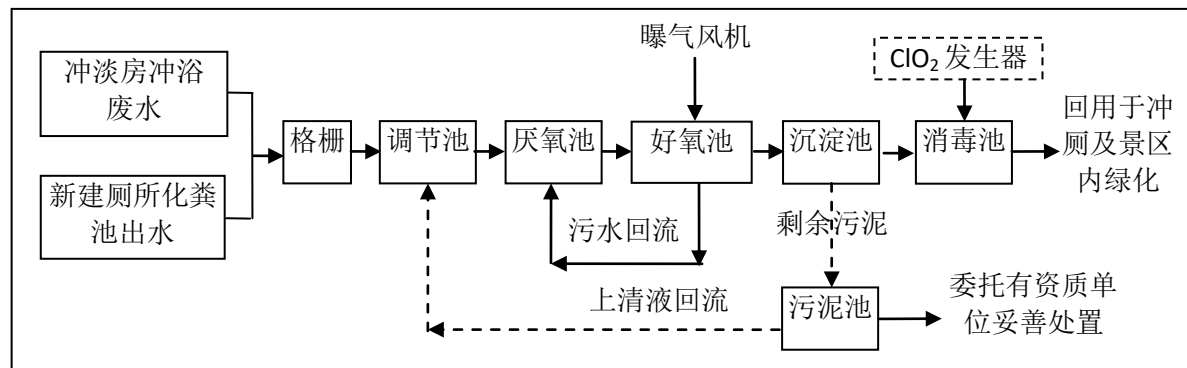 曝气风机
ClO₂ 发生器
冲淡房冲浴
废水
新建厕所化粪
池出水
格栅
调节池
厌氧池
好氧池
沉淀池
消毒池
回用于冲
厕及景区
内绿化
污水回流
剩余污泥
上清液回流
污泥池
委托有资质单
位妥善处置